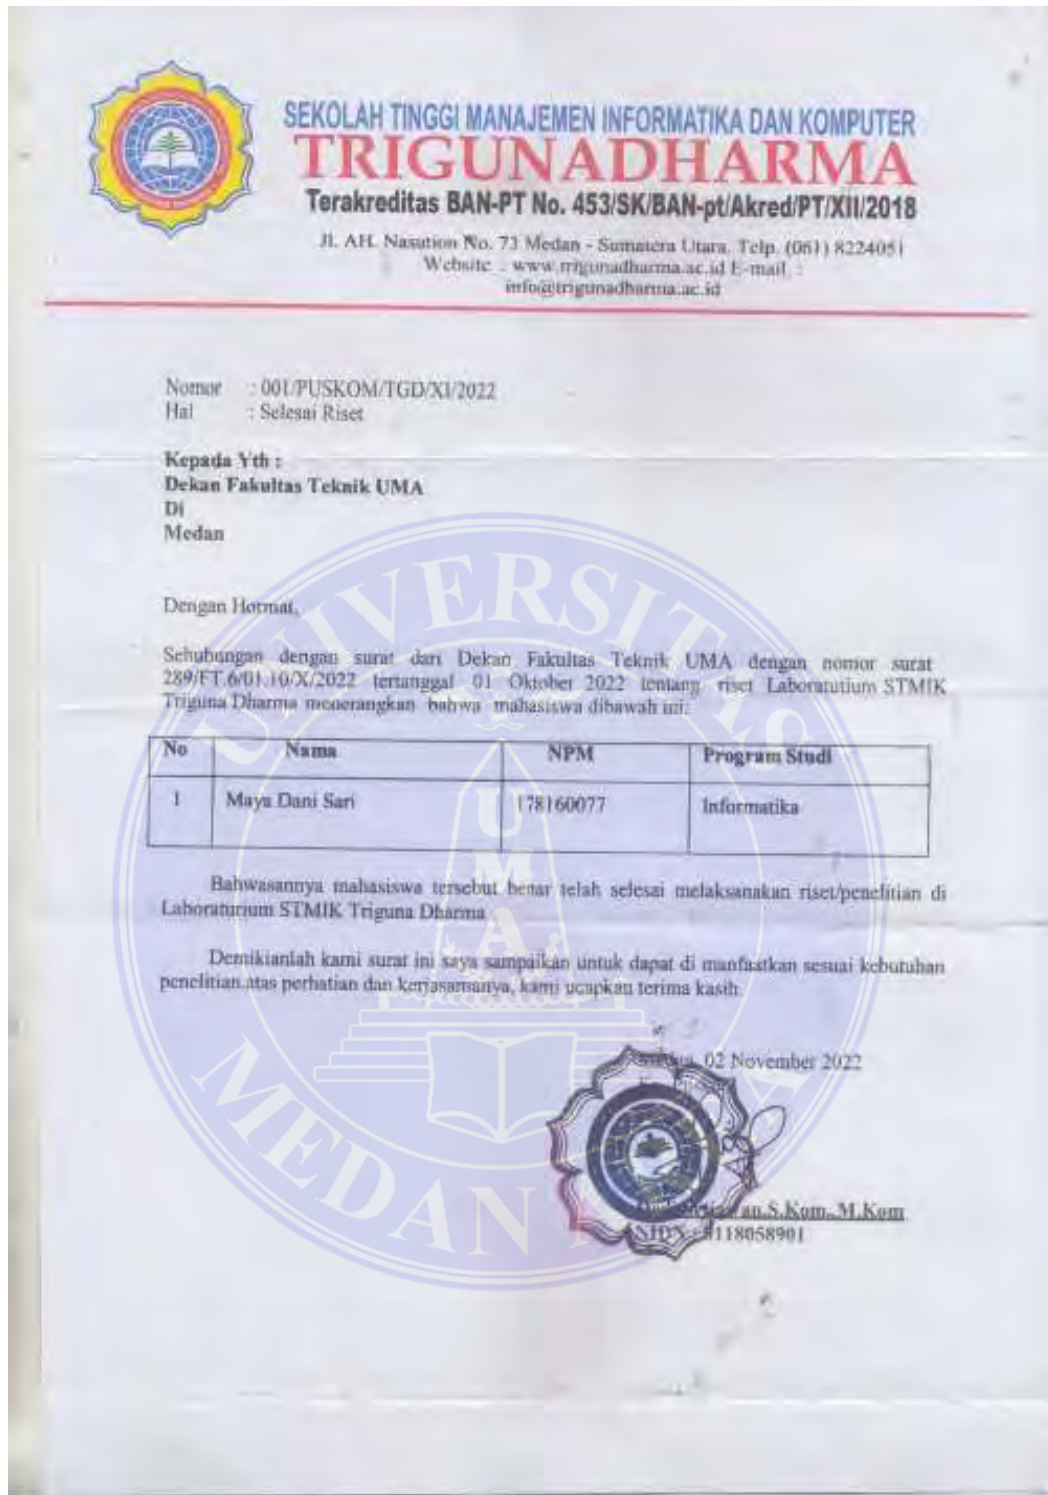 SEKOLAH TINGGI MANAJEMEN INFORMATIKA DAN KOMPUTER
TRIGUNADHARMA
Terakreditas BAN-PT No. 453/SK/BAN-pt/Akred/PT/XII/2018
Jl. AH. Nasution No. 73 Medan - Sumatera Utara. Telp. (061) 8224051
Website : www.trigunadharma.ac.id E-mail :
info@trigunadharma.ac.id
Nomor : 001/PUSKOM/TGD/XI/2022
Hal : Selesai Riset
Kepada Yth :
Dekan Fakultas Teknik UMA
Di
Medan
Dengan Hormat,
Sehubungan dengan surat dari Dekan Fakultas Teknik UMA dengan nomor surat
289/FT.6/01.10/X/2022 tertanggal 01 Oktober 2022 tentang riset Laboratutium STMIK
Triguna Dharma menerangkan bahwa mahasiswa dibawah ini:
No Nama NPM Program Studi
1 Maya Dani Sari 178160077 Informatika
Bahwasannya mahasiswa tersebut benar telah selesai melaksanakan riset/penelitian di
Laboraturium STMIK Triguna Dharma
Demikianlah kami surat ini saya sampaikan untuk dapat di manfaatkan sesuai kebutuhan
penelitian,atas perhatian dan kerjasamanya, kami ucapkan terima kasih.
02 November 2022
S.Kom., M.Kom
NIDN : 0118058901
UNIVERSITAS
UMA
MEDAN AREA